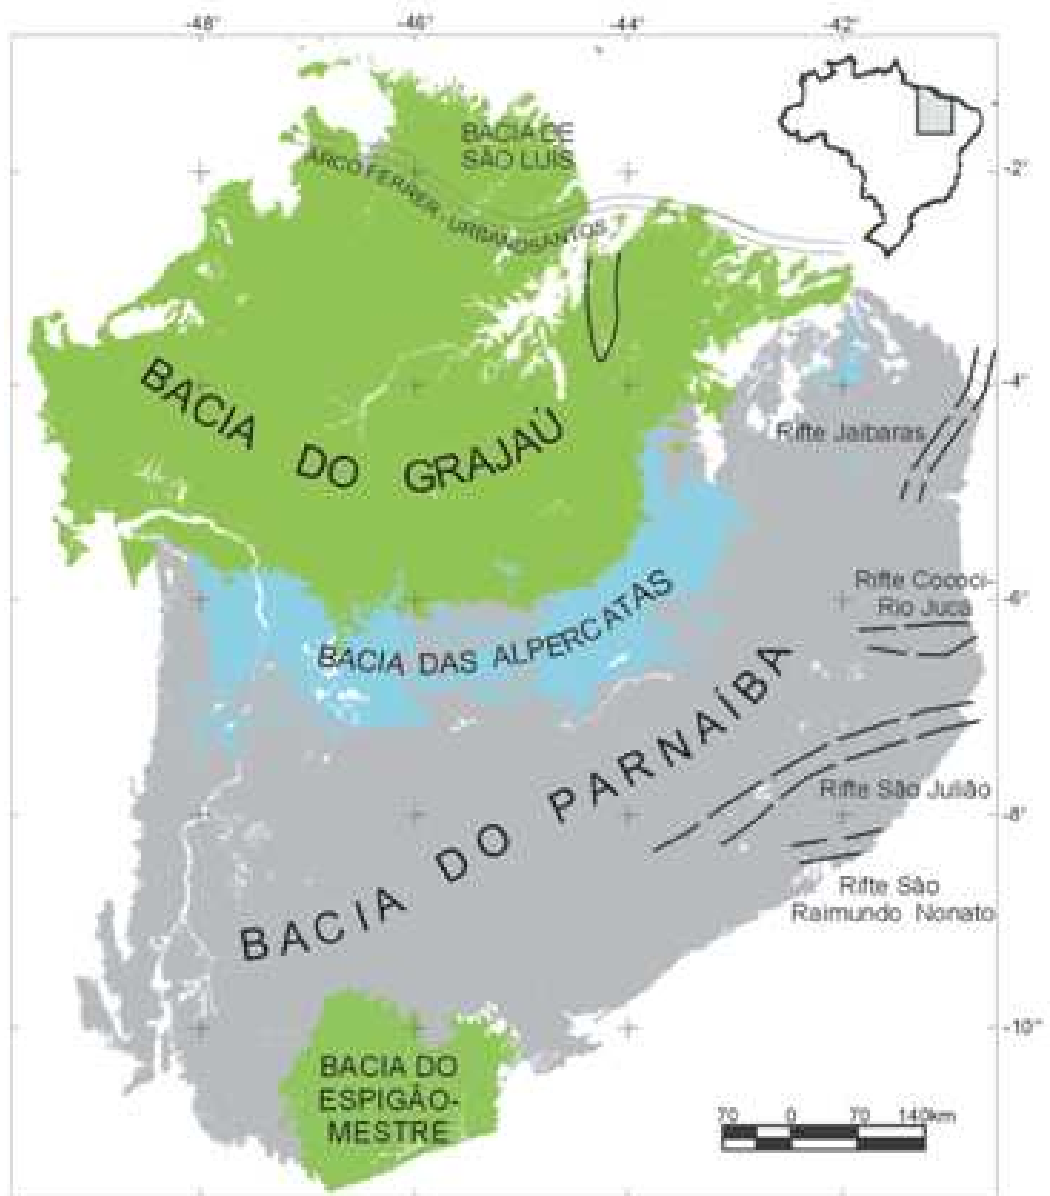 -48° -46° -44° -42°
BACIA DE
SÃO LUÍS
-2°
ARCO FERRER - URBANOSANTOS
BACIA DO GRAJAÚ
-4°
Rifte Jaibaras
Rifte Cococi-
Rio Jucá
-6°
BACIA DAS ALPERCATAS
BACIA DO PARNAÍBA
Rifte São Julião
-8°
Rifte São
Raimundo Nonato
-10°
BACIA DO
ESPIGÃO-
MESTRE
70 0 70 140km